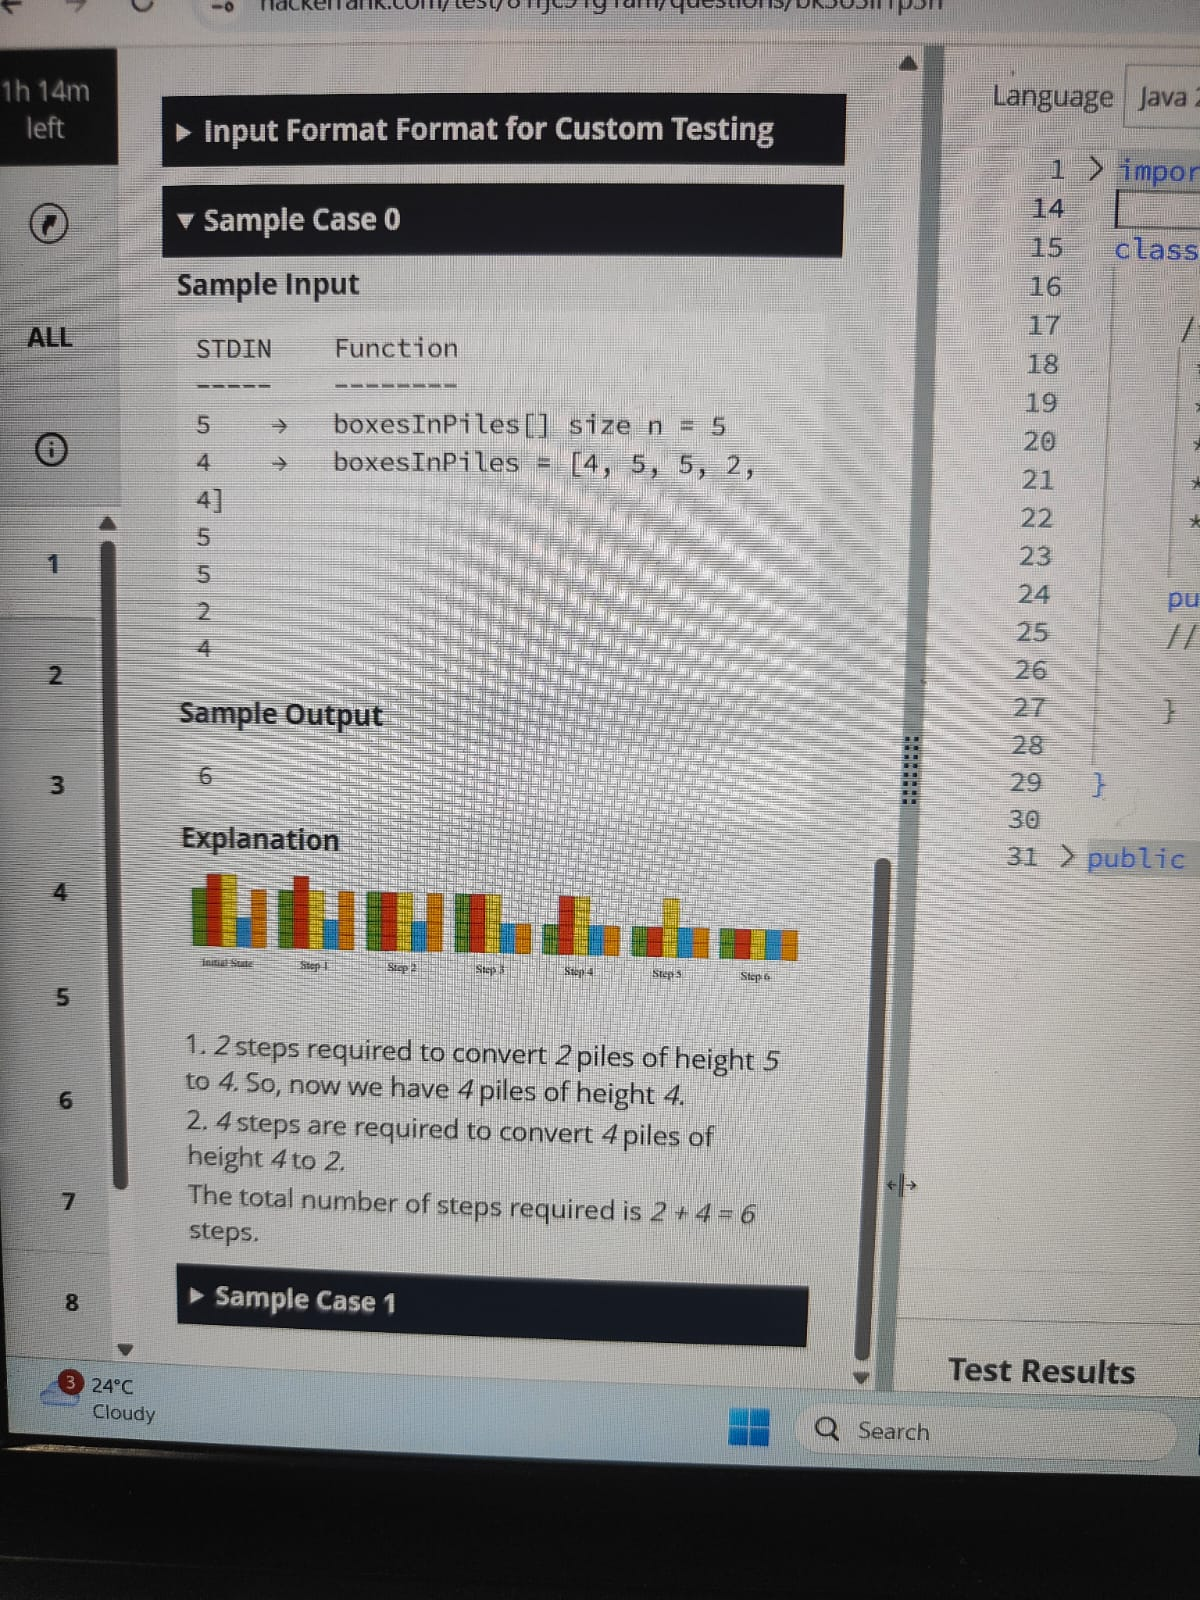 1h 14m
left
ALL
1
2
3
4
5
6
7
8
Input Format Format for Custom Testing
Sample Case 0
Sample Input
STDIN Function
----- --------
5 → boxesInPiles[] size n = 5
4 → boxesInPiles = [4, 5, 5, 2,
4]
5
5
2
4
Sample Output
6
Explanation
Initial State Step 1 Step 2 Step 3 Step 4 Step 5 Step 6
1. 2 steps required to convert 2 piles of height 5
to 4. So, now we have 4 piles of height 4.
2. 4 steps are required to convert 4 piles of
height 4 to 2.
The total number of steps required is 2 + 4 = 6
steps.
Sample Case 1
Language Java
1 > impor
14
15 class
16
17 /
18
19
20
21 *
22 *
23
24 pu
25 //
26
27 }
28
29 }
30
31 > public
Test Results
3
24°C
Cloudy
Search